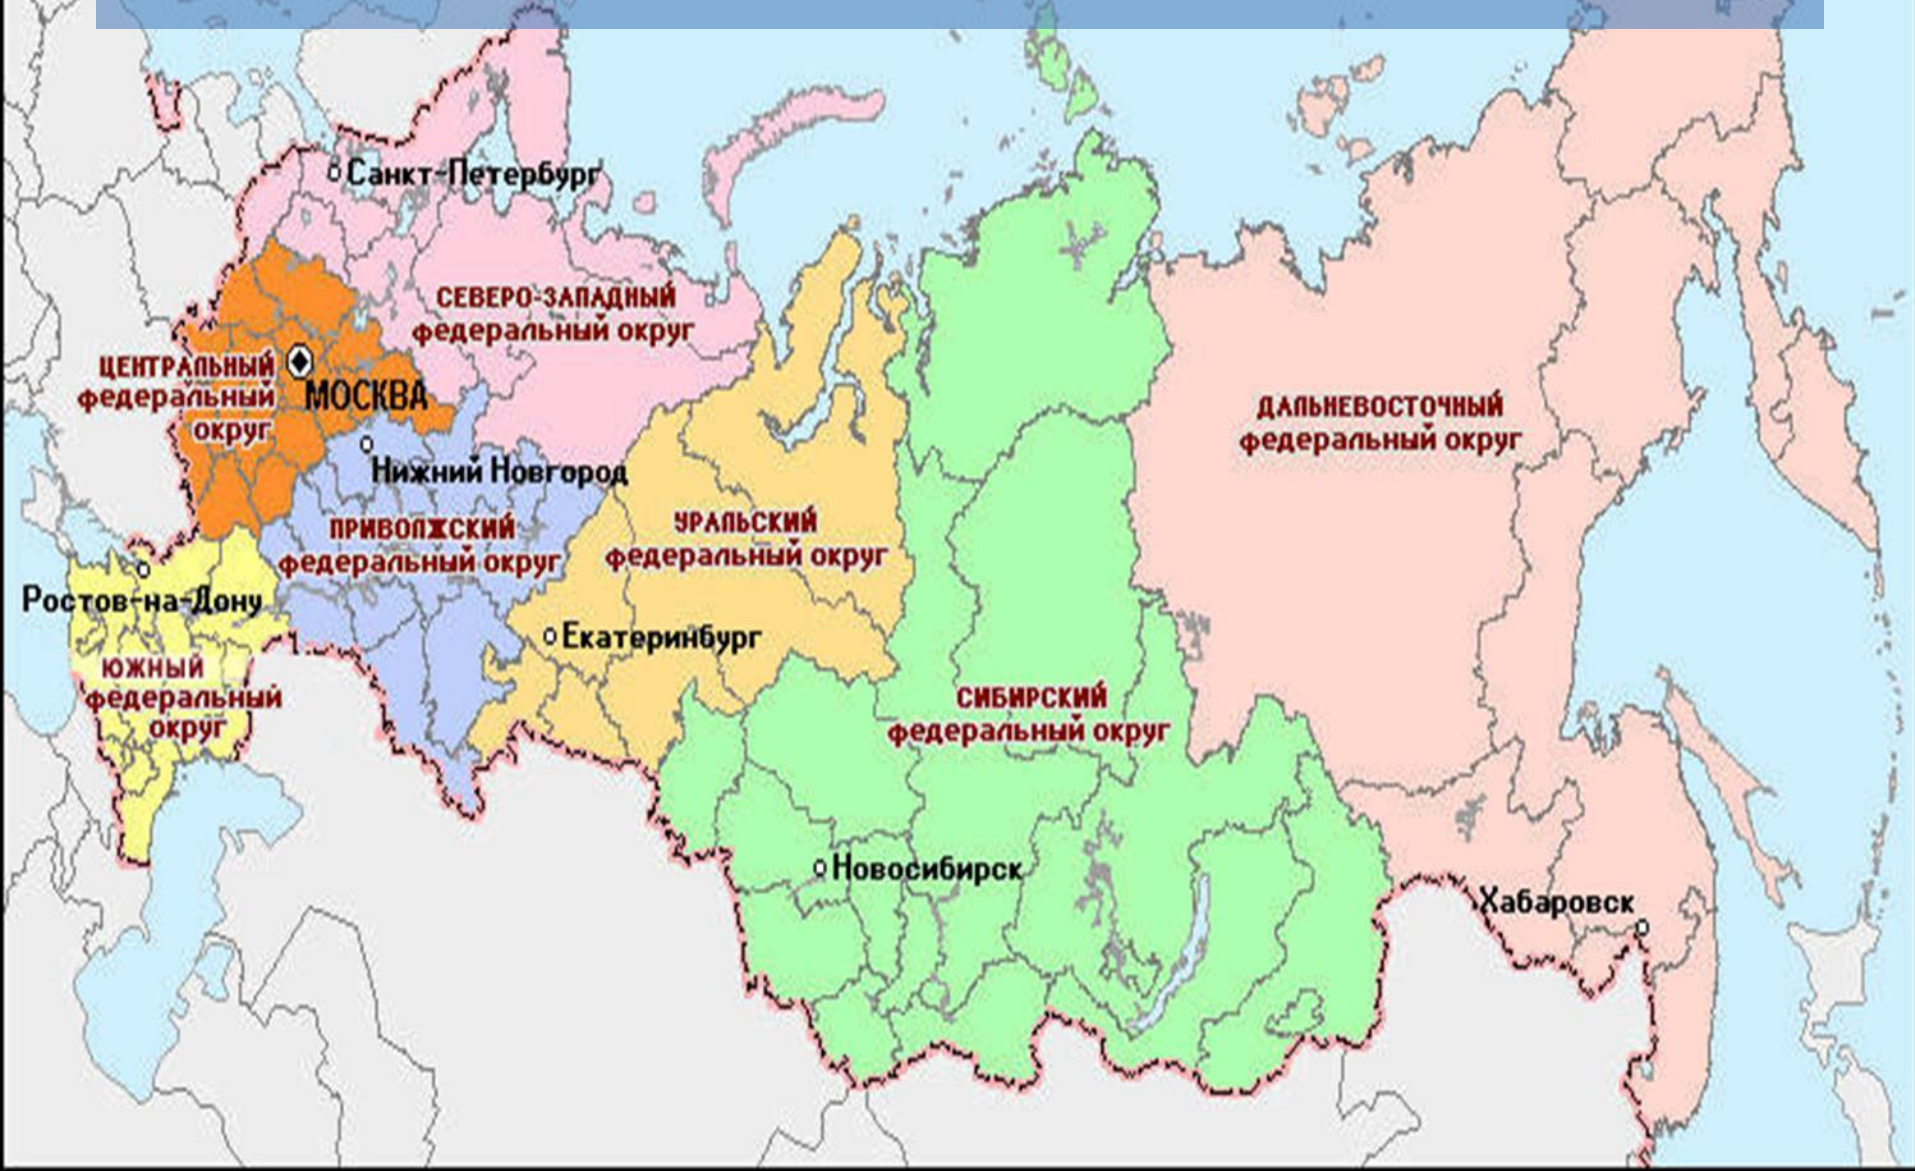 Санкт-Петербург
СЕВЕРО-ЗАПАДНЫЙ
федеральный округ
ЦЕНТРАЛЬНЫЙ
федеральный
округ
МОСКВА
ДАЛЬНЕВОСТОЧНЫЙ
федеральный округ
Нижний Новгород
ПРИВОЛЖСКИЙ
федеральный округ
УРАЛЬСКИЙ
федеральный округ
Ростов-на-Дону
Екатеринбург
ЮЖНЫЙ
федеральный
округ
СИБИРСКИЙ
федеральный округ
Новосибирск
Хабаровск